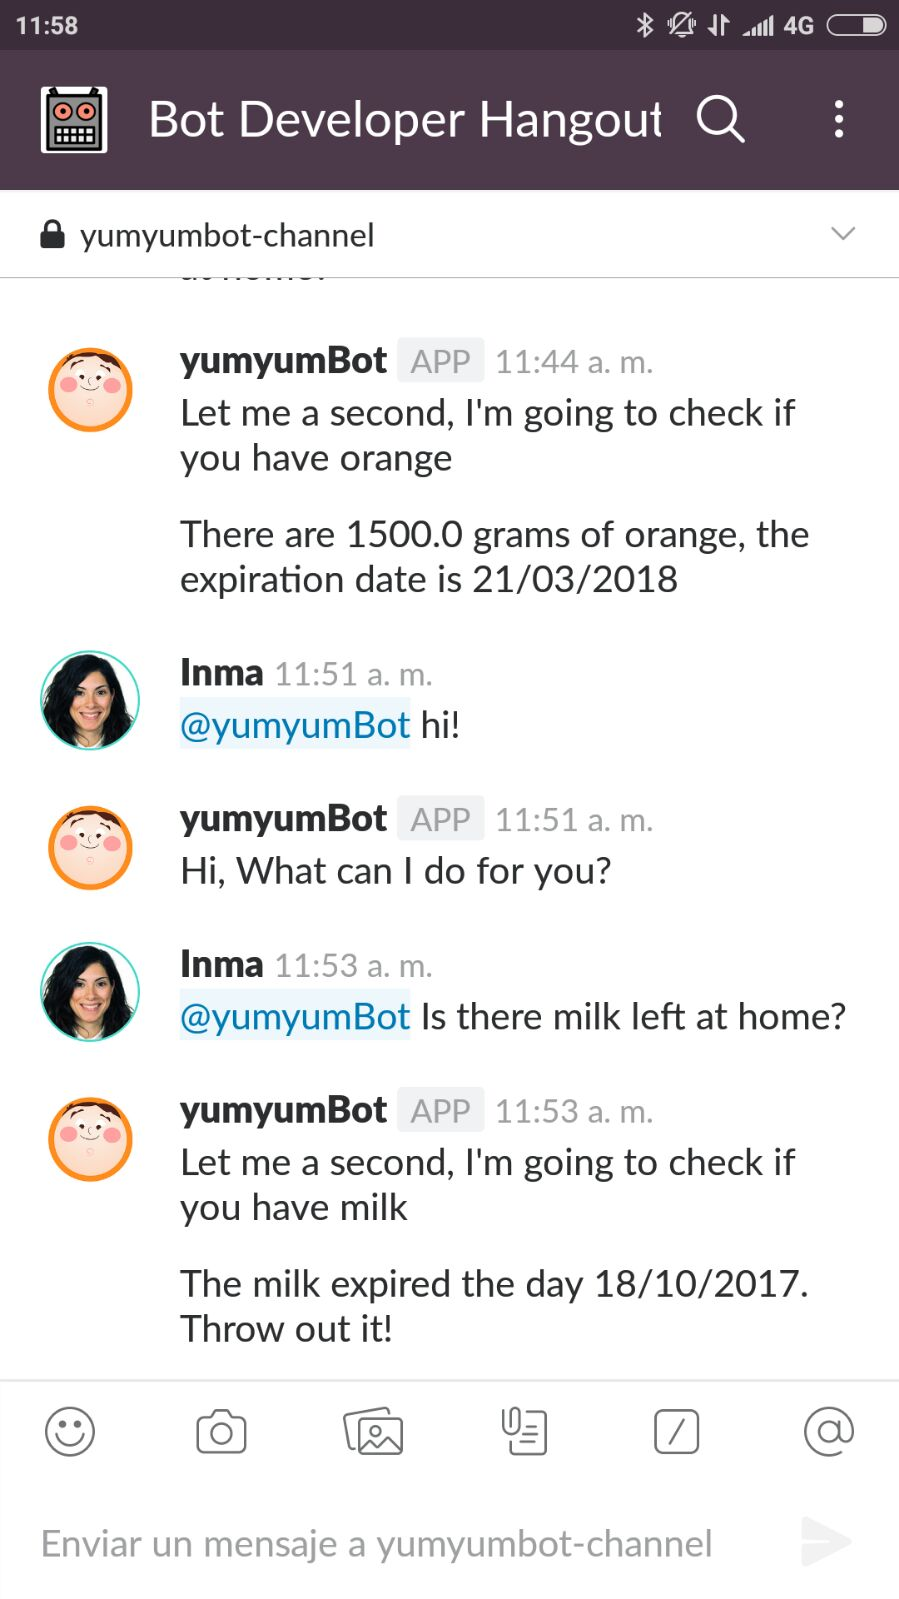 11:58
4G
Bot Developer Hangout
yumyumbot-channel
yumyumBot APP 11:44 a. m.
Let me a second, I'm going to check if
you have orange
There are 1500.0 grams of orange, the
expiration date is 21/03/2018
Inma 11:51 a. m.
@yumyumBot hi!
yumyumBot APP 11:51 a. m.
Hi, What can I do for you?
Inma 11:53 a. m.
@yumyumBot Is there milk left at home?
yumyumBot APP 11:53 a. m.
Let me a second, I'm going to check if
you have milk
The milk expired the day 18/10/2017.
Throw out it!
Enviar un mensaje a yumyumbot-channel